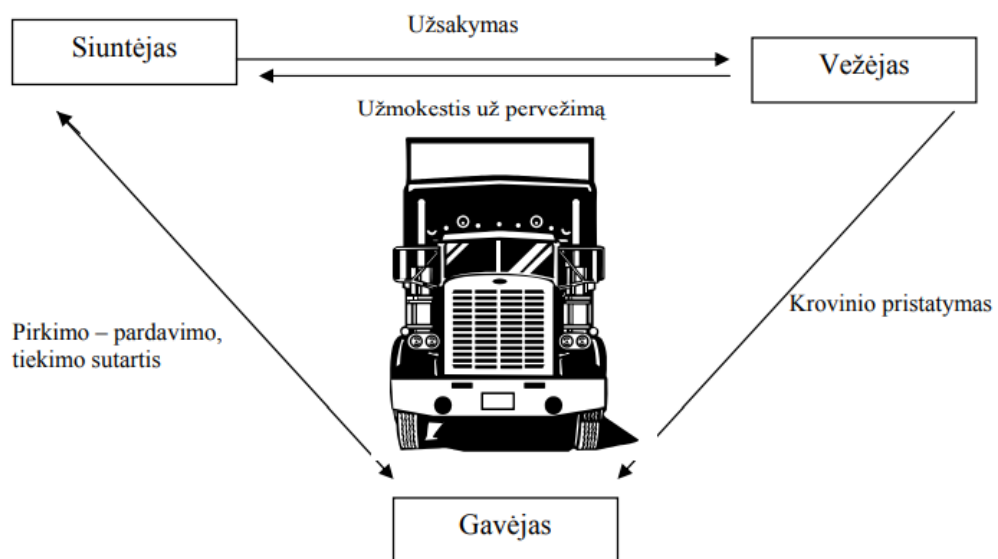 Užsakymas
Siuntėjas
Vežėjas
Užmokestis už pervežimą
Krovinio pristatymas
Pirkimo – pardavimo,
tiekimo sutartis
Gavėjas